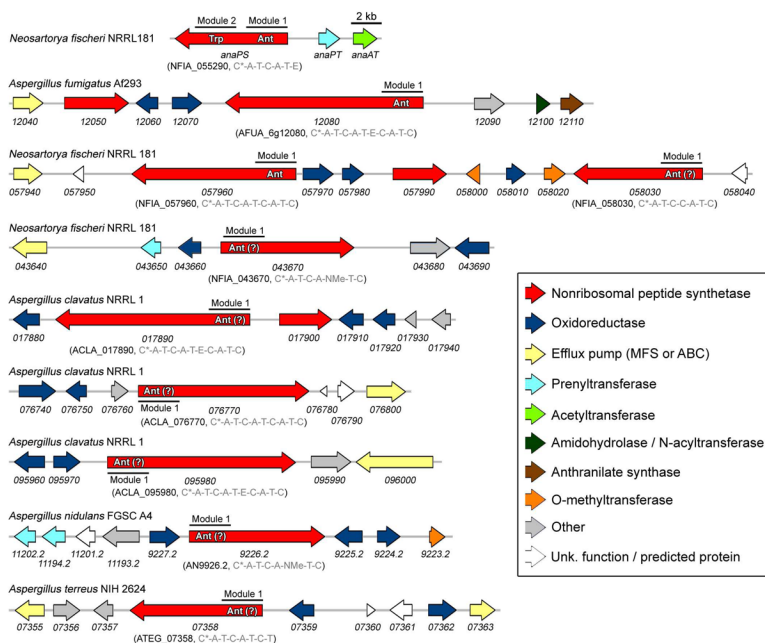 Module 2 Module 1 2 kb
Neosartorya fischeri NRRL181
Trp Ant
anaPS anaPT anaAT
(NFIA_055290, C*-A-T-C-A-T-E)
Aspergillus fumigatus Af293
Module 1
Ant
12040 12050 12060 12070 12080 12090 12100 12110
(AFUA_6g12080, C*-A-T-C-A-T-E-C-A-T-C)
Neosartorya fischeri NRRL 181
Module 1 Module 1
Ant Ant (?)
057940 057950 057960 057970 057980 057990 058000 058010 058020 058030 058040
(NFIA_057960, C*-A-T-C-A-T-C-A-T-C) (NFIA_058030, C*-A-T-C-C-A-T-C)
Neosartorya fischeri NRRL 181
Module 1
Ant (?)
043640 043650 043660 043670 043680 043690
(NFIA_043670, C*-A-T-C-A-NMe-T-C)
Aspergillus clavatus NRRL 1
Module 1
Ant (?)
017880 017890 017900 017910 017920 017930 017940
(ACLA_017890, C*-A-T-C-A-T-E-C-A-T-C)
Aspergillus clavatus NRRL 1
Ant (?)
076740 076750 076760 076770 076780 076790 076800
Module 1
(ACLA_076770, C*-A-T-C-A-T-C-A-T-C)
Aspergillus clavatus NRRL 1
Ant (?)
095960 095970 095980 095990 096000
Module 1
(ACLA_095980, C*-A-T-C-A-T-E-C-A-T-C)
Aspergillus nidulans FGSC A4
Module 1
Ant (?)
11202.2 11194.2 11201.2 11193.2 9227.2 9226.2 9225.2 9224.2 9223.2
(AN9926.2, C*-A-T-C-A-NMe-T-C)
Aspergillus terreus NIH 2624
Module 1
Ant (?)
07355 07356 07357 07358 07359 07360 07361 07362 07363
(ATEG_07358, C*-A-T-C-A-T-C-T)
Nonribosomal peptide synthetase
Oxidoreductase
Efflux pump (MFS or ABC)
Prenyltransferase
Acetyltransferase
Amidohydrolase / N-acyltransferase
Anthranilate synthase
O-methyltransferase
Other
Unk. function / predicted protein